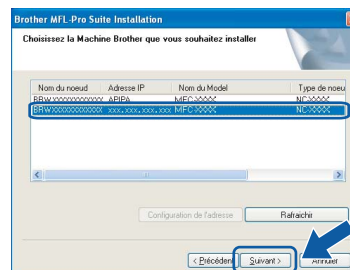 Brother MFL-Pro Suite Installation
Choisissez la Machine Brother que vous souhaitez installer
Nom du noeud Adresse IP Nom du Model Type de noeu
BRWXXXXXXXXXXXX APIPA MFC-XXXX NC-XXXX
BRWXXXXXXXXXXXX xxx.xxx.xxx.xxx MFC-XXXX NC-XXXX
Configuration de l'adresse Rafraichir
< Précéden Suivant > Annuler